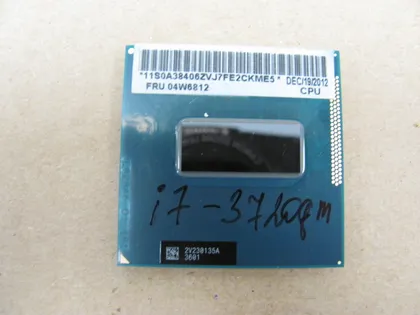 *11S0A38406ZVJ7FE2CKME5* DEC/19/2012
FRU 04W6812 CPU
i7-3720qm
2V230135A
3601